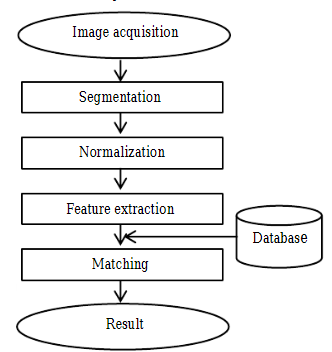 Image acquisition
Segmentation
Normalization
Feature extraction
Database
Matching
Result